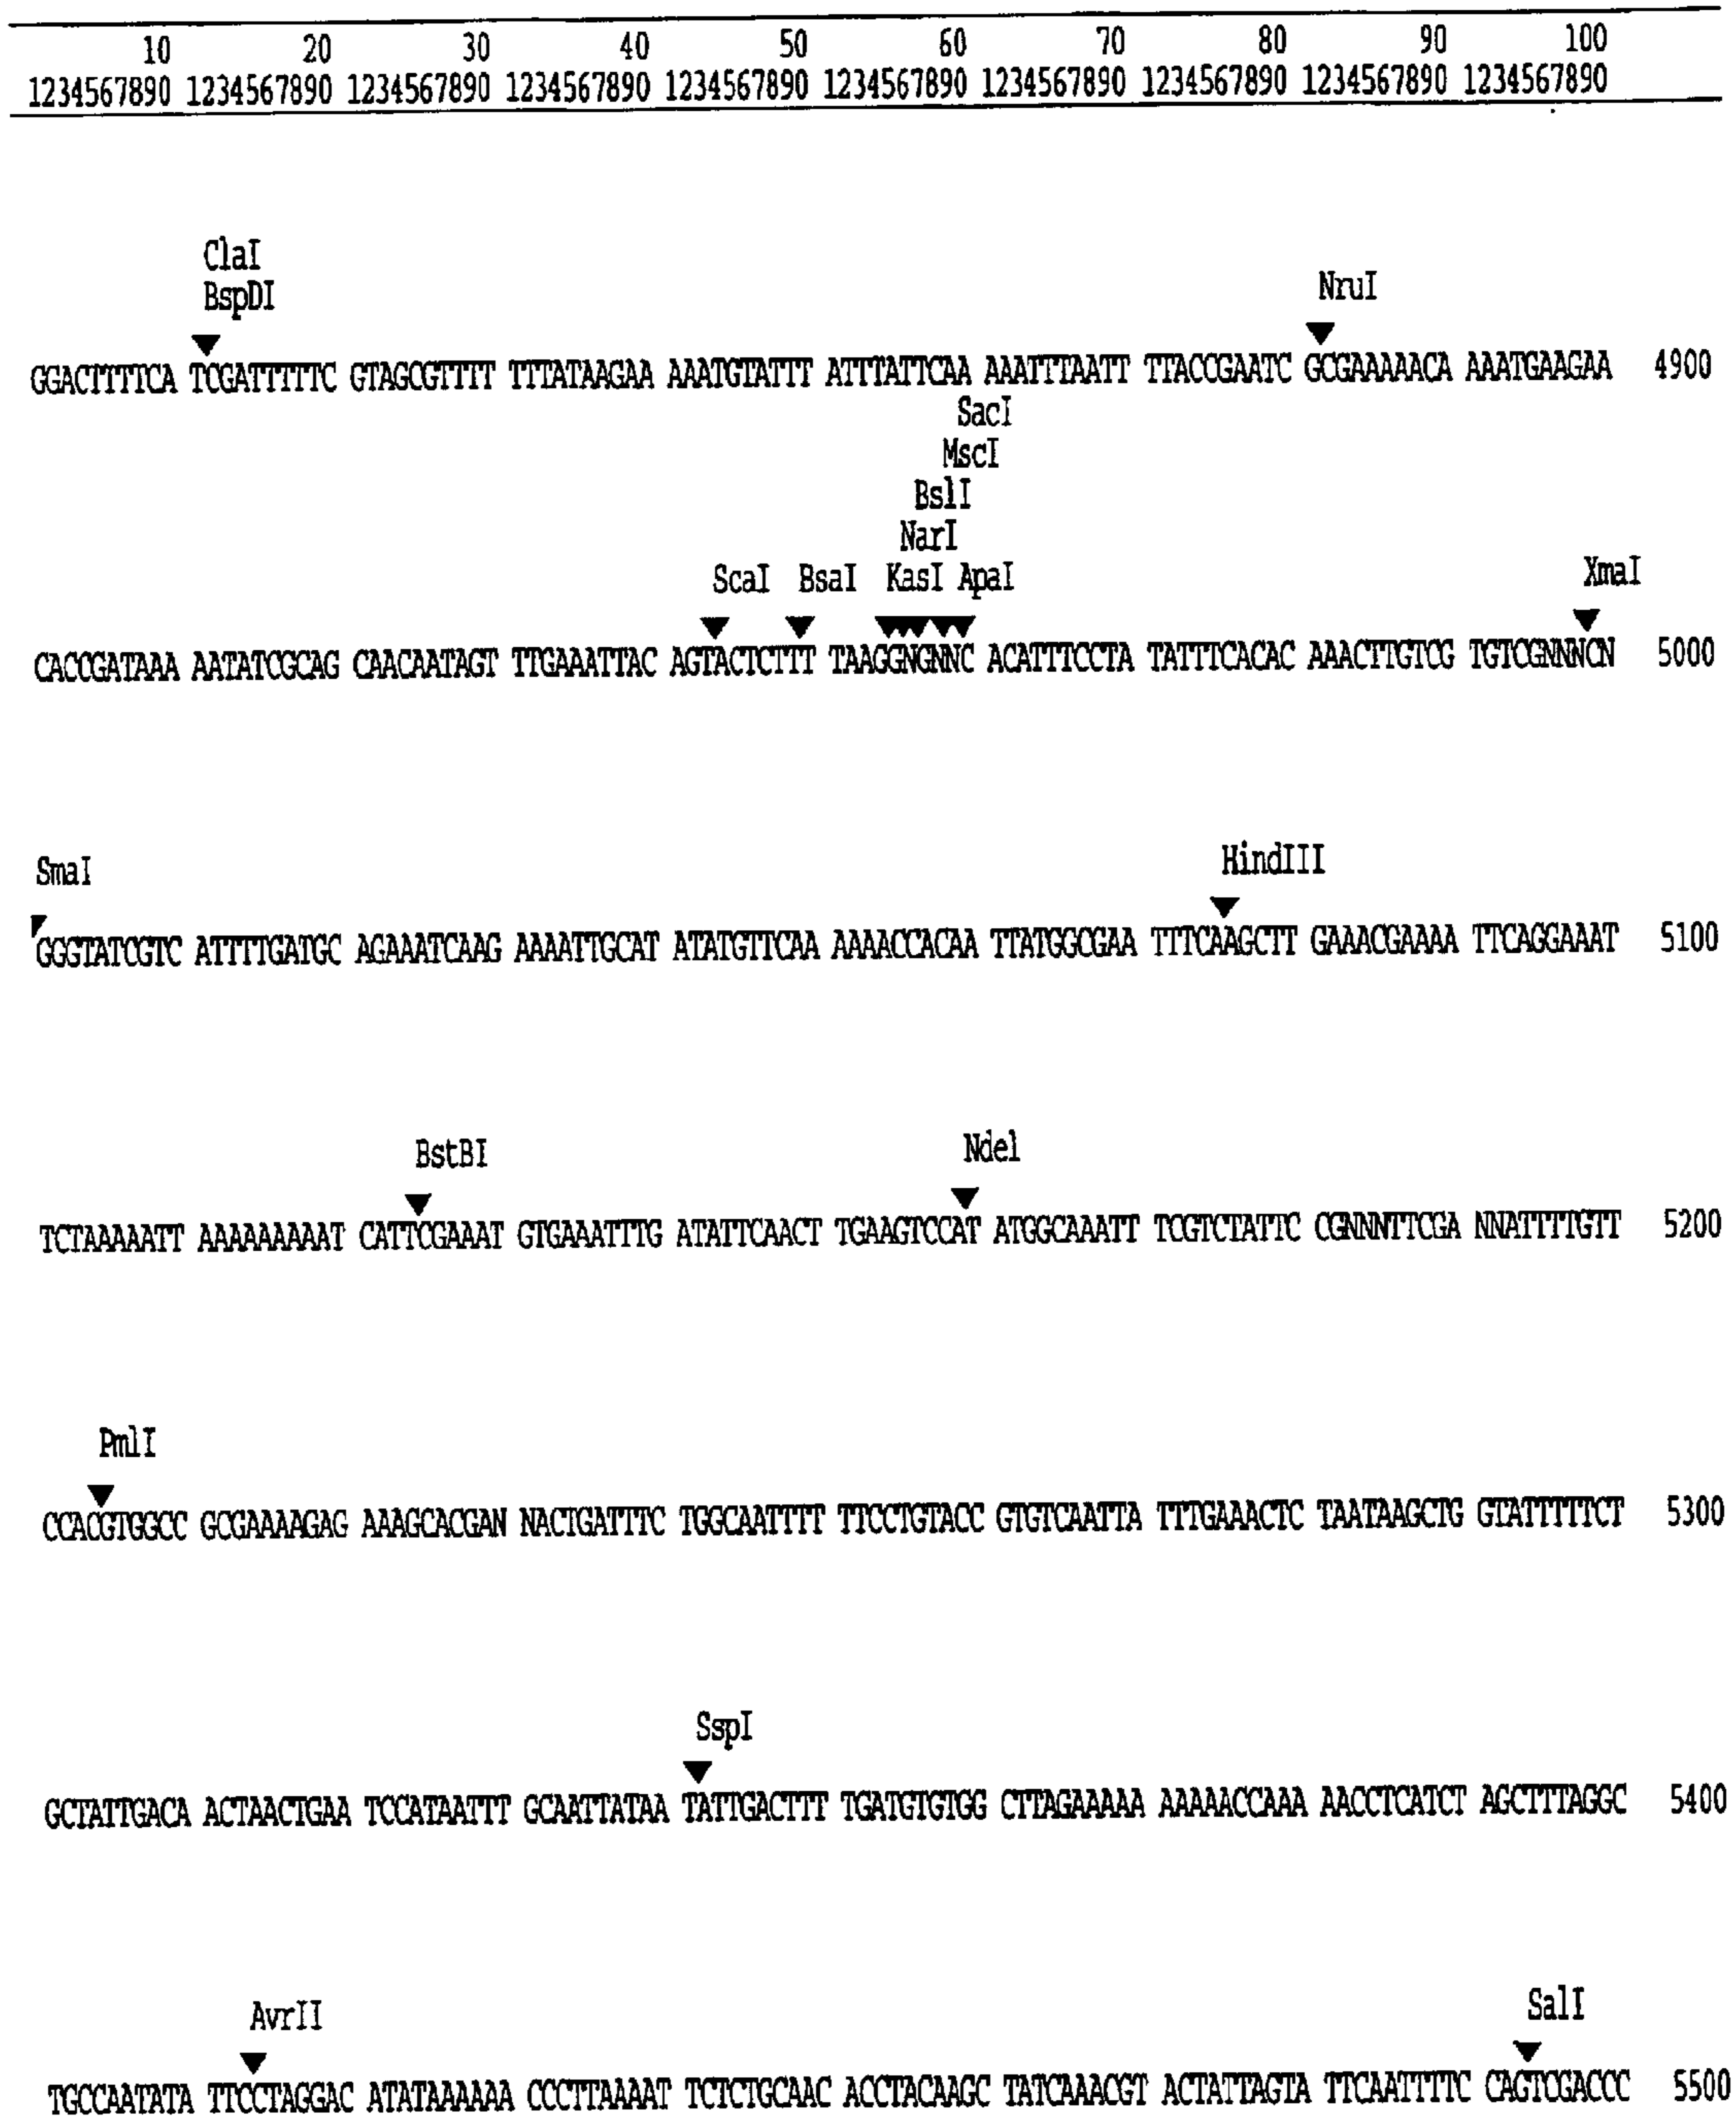 10 20 30 40 50 60 70 80 90 100
1234567890 1234567890 1234567890 1234567890 1234567890 1234567890 1234567890 1234567890 1234567890 1234567890
ClaI
BspDI NruI
GGACTTTTCA TCGATTTTTC GTAGCGTTTT TTTATAAGAA AAATGTATTT ATTTATTCAA AAATTTAATT TTACCGAATC GCGAAAAACA AAATGAAGAA 4900
SacI
MscI
BslI
NarI
ScaI BsaI KasI ApaI XmaI
CACCGATAAA AATATCGCAG CAACAATAGT TTGAAATTAC AGTACTCTTT TAAGGNGNNC ACATTTCCTA TATTTCACAC AAACTTGTCG TGTCGNNNCN 5000
SmaI HindIII
GGGTATCGTC ATTTTGATGC AGAAATCAAG AAAATTGCAT ATATGTTCAA AAAACCACAA TTATGGCGAA TTTCAAGCTT GAAACGAAAA TTCAGGAAAT 5100
BstBI Ndel
TCTAAAAATT AAAAAAAAAT CATTCGAAAT GTGAAATTTG ATATTCAACT TGAAGTCCAT ATGGCAAATT TCGTCTATTC CGNNNTTCGA NNATTTTGTT 5200
PmlI
CCACGTGGCC GCGAAAAGAG AAAGCACGAN NACTGATTTC TGGCAATTTT TTCCTGTACC GTGTCAATTA TTTGAAACTC TAATAAGCTG GTATTTTTCT 5300
SspI
GCTATTGACA ACTAACTGAA TCCATAATTT GCAATTATAA TATTGACTTT TGATGTGTGG CTTAGAAAAA AAAAACCAAA AACCTCATCT AGCTTTAGGC 5400
AvrII SalI
TGCCAATATA TTCCTAGGAC ATATAAAAAA CCCTTAAAAT TCTCTGCAAC ACCTACAAGC TATCAAACGT ACTATTAGTA TTCAATTTTC CAGTCGACCC 5500